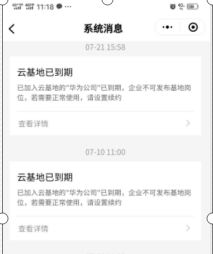 11:18
系统消息
07-21 15:58
云基地已到期
已加入云基地的“华为公司”已到期，企业不可发布基地岗
位，若需要正常使用，请设置续约
查看详情
07-10 11:00
云基地已到期
已加入云基地的“华为公司”已到期，企业不可发布基地岗
位，若需要正常使用，请设置续约
查看详情